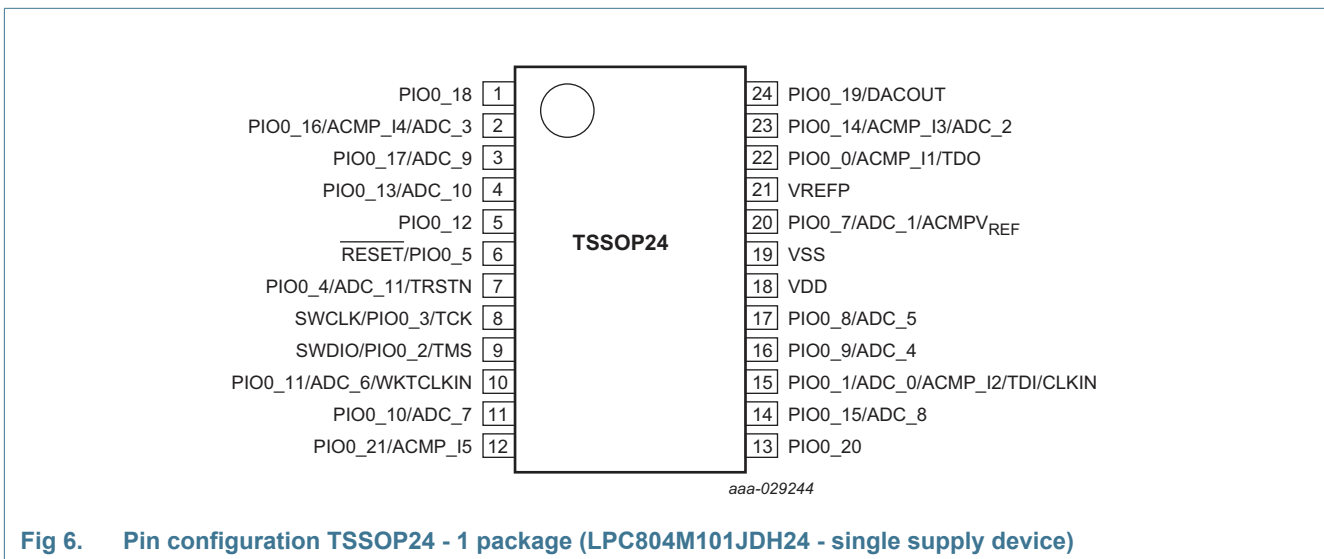 PIO0_18 1
PIO0_16/ACMP_I4/ADC_3 2
PIO0_17/ADC_9 3
PIO0_13/ADC_10 4
PIO0_12 5
RESET/PIO0_5 6
PIO0_4/ADC_11/TRSTN 7
SWCLK/PIO0_3/TCK 8
SWDIO/PIO0_2/TMS 9
PIO0_11/ADC_6/WKTCLKIN 10
PIO0_10/ADC_7 11
PIO0_21/ACMP_I5 12
TSSOP24
24 PIO0_19/DACOUT
23 PIO0_14/ACMP_I3/ADC_2
22 PIO0_0/ACMP_I1/TDO
21 VREFP
20 PIO0_7/ADC_1/ACMPVREF
19 VSS
18 VDD
17 PIO0_8/ADC_5
16 PIO0_9/ADC_4
15 PIO0_1/ADC_0/ACMP_I2/TDI/CLKIN
14 PIO0_15/ADC_8
13 PIO0_20
aaa-029244
Fig 6. Pin configuration TSSOP24 - 1 package (LPC804M101JDH24 - single supply device)